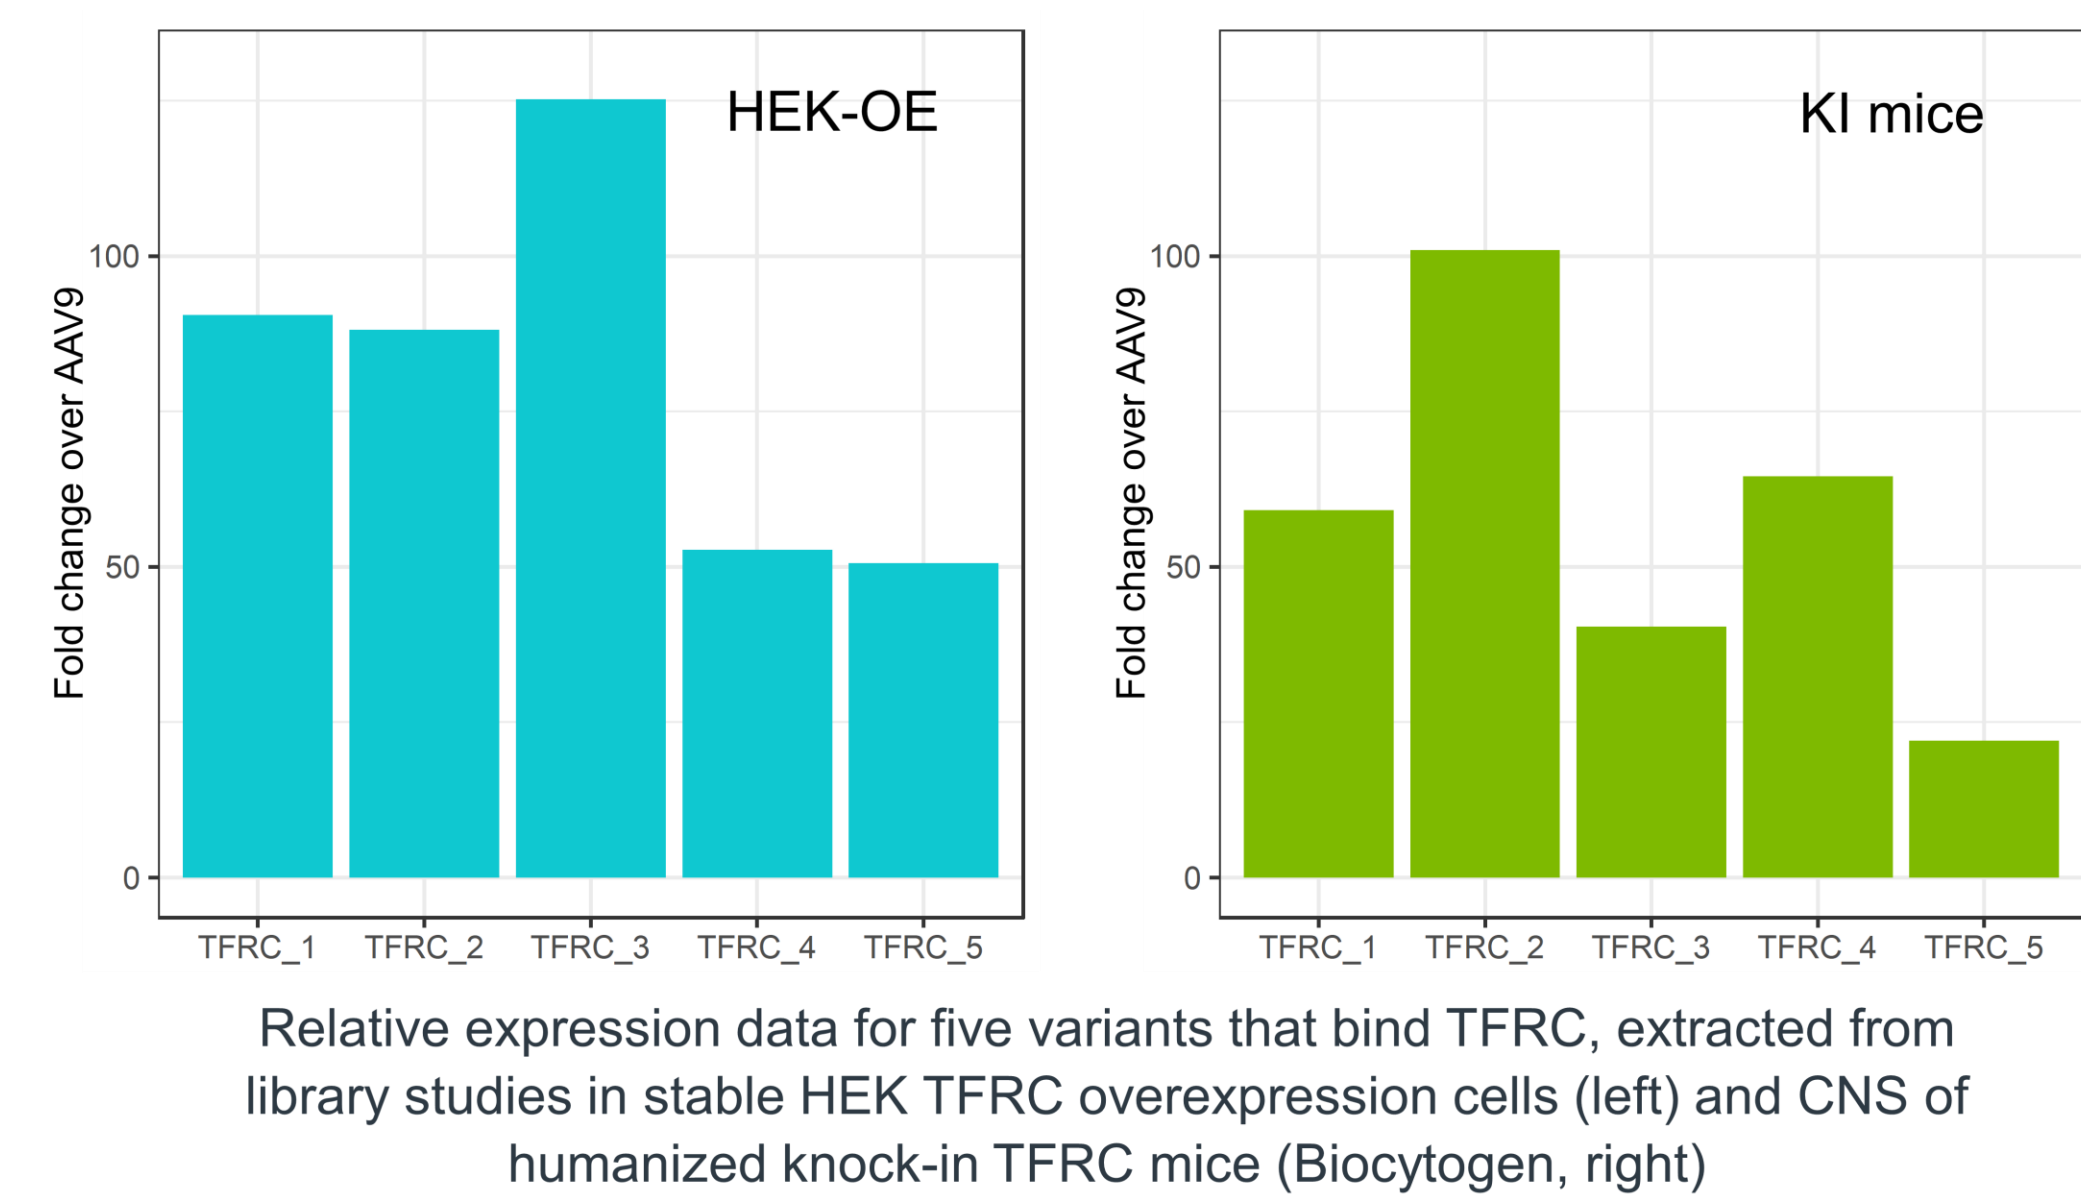 HEK-OE
Fold change over AAV9
100
50
0
TFRC_1 TFRC_2 TFRC_3 TFRC_4 TFRC_5
KI mice
Fold change over AAV9
100
50
0
TFRC_1 TFRC_2 TFRC_3 TFRC_4 TFRC_5
Relative expression data for five variants that bind TFRC, extracted from
library studies in stable HEK TFRC overexpression cells (left) and CNS of
humanized knock-in TFRC mice (Biocytogen, right)